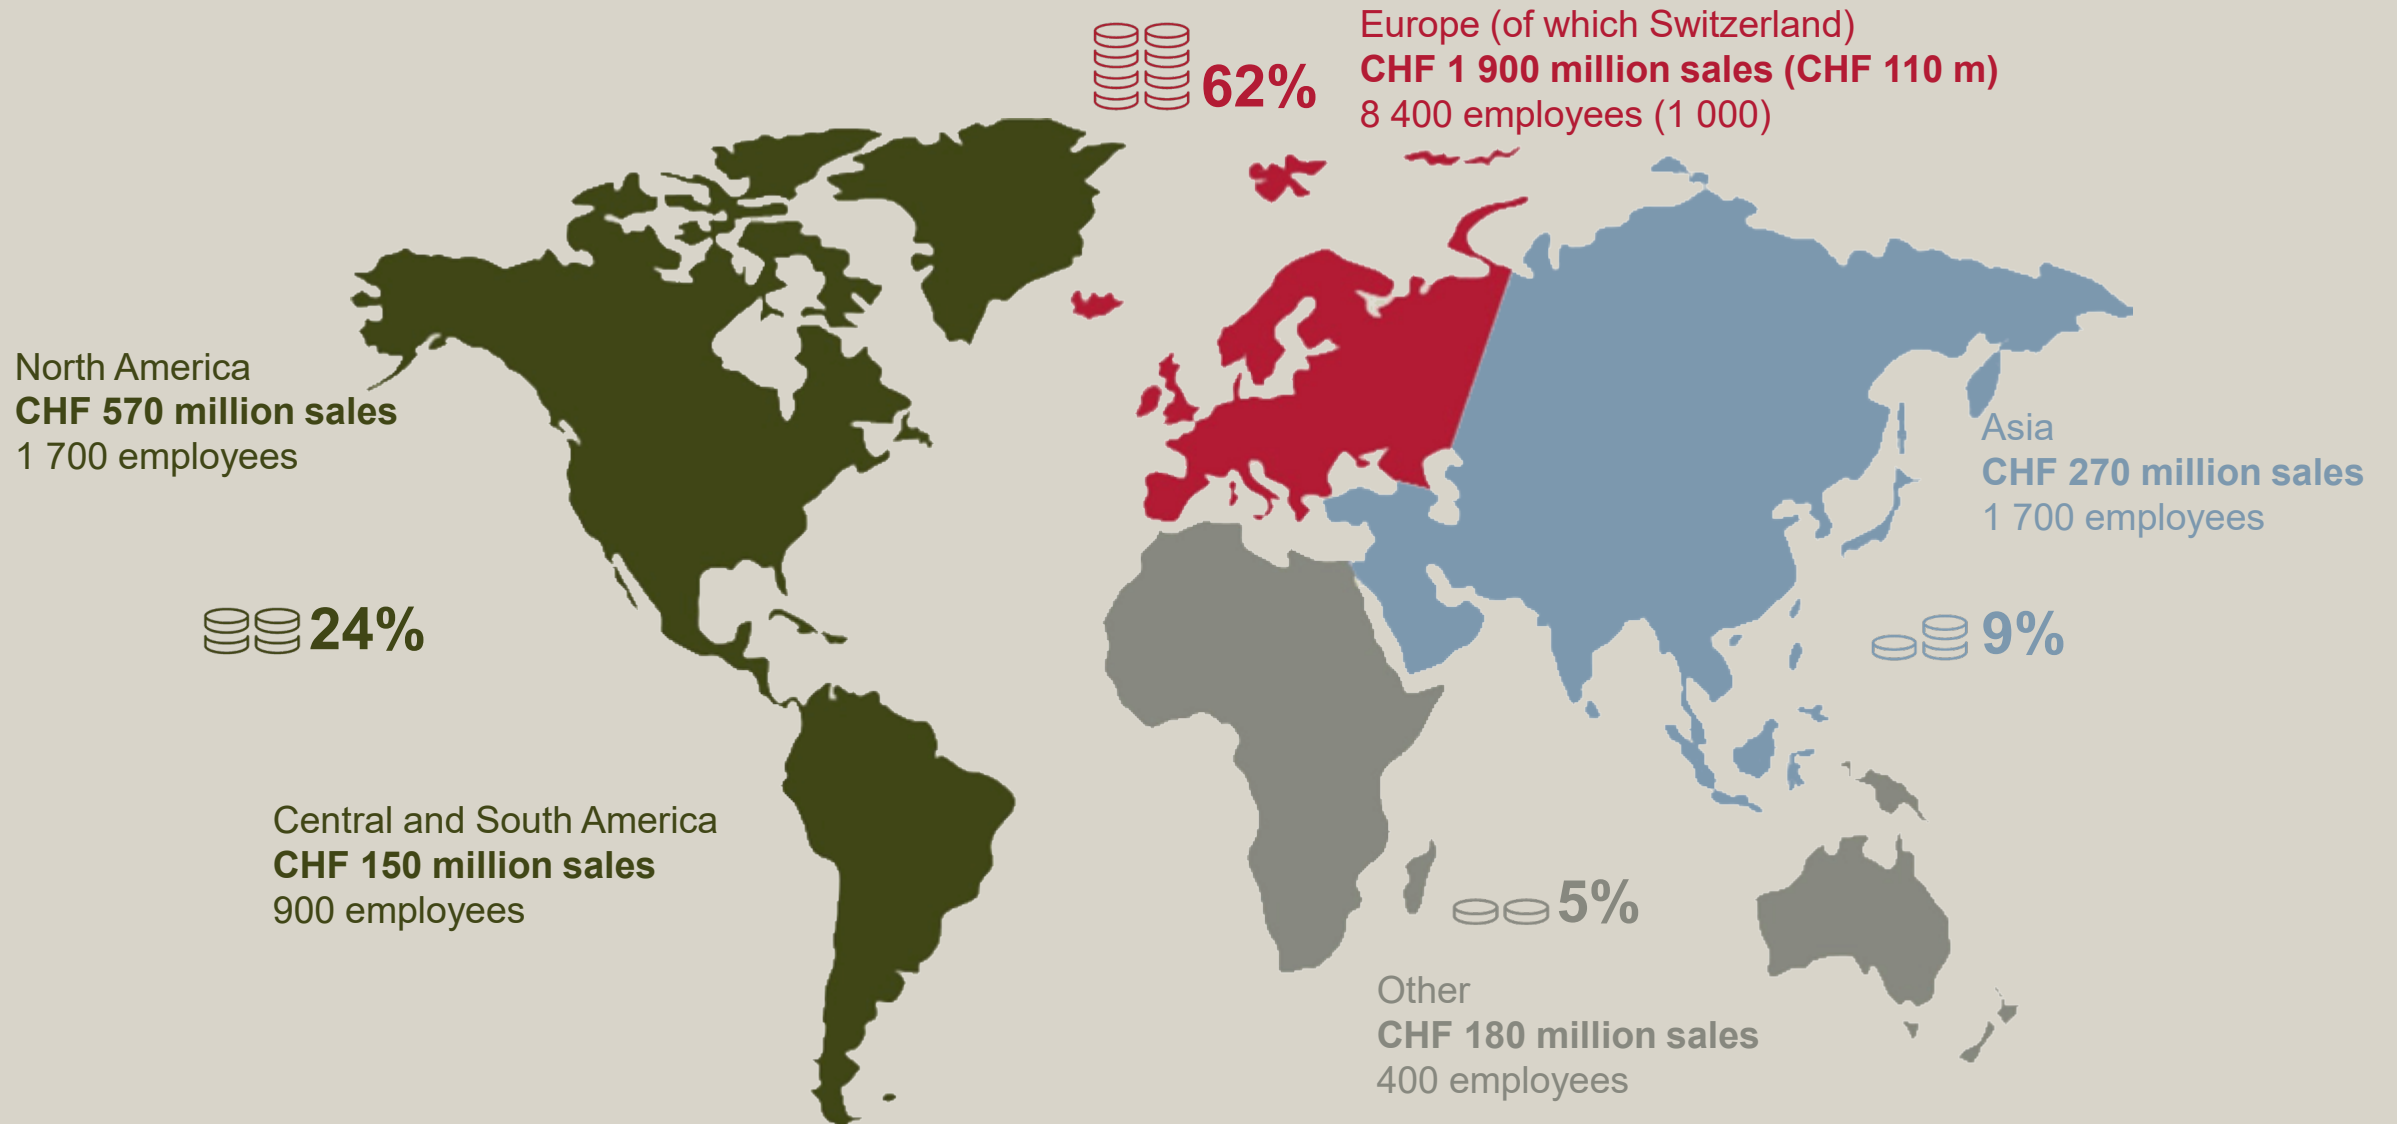 62%
Europe (of which Switzerland)
CHF 1 900 million sales (CHF 110 m)
8 400 employees (1 000)
North America
CHF 570 million sales
1 700 employees
Asia
CHF 270 million sales
1 700 employees
24%
9%
Central and South America
CHF 150 million sales
900 employees
5%
Other
CHF 180 million sales
400 employees